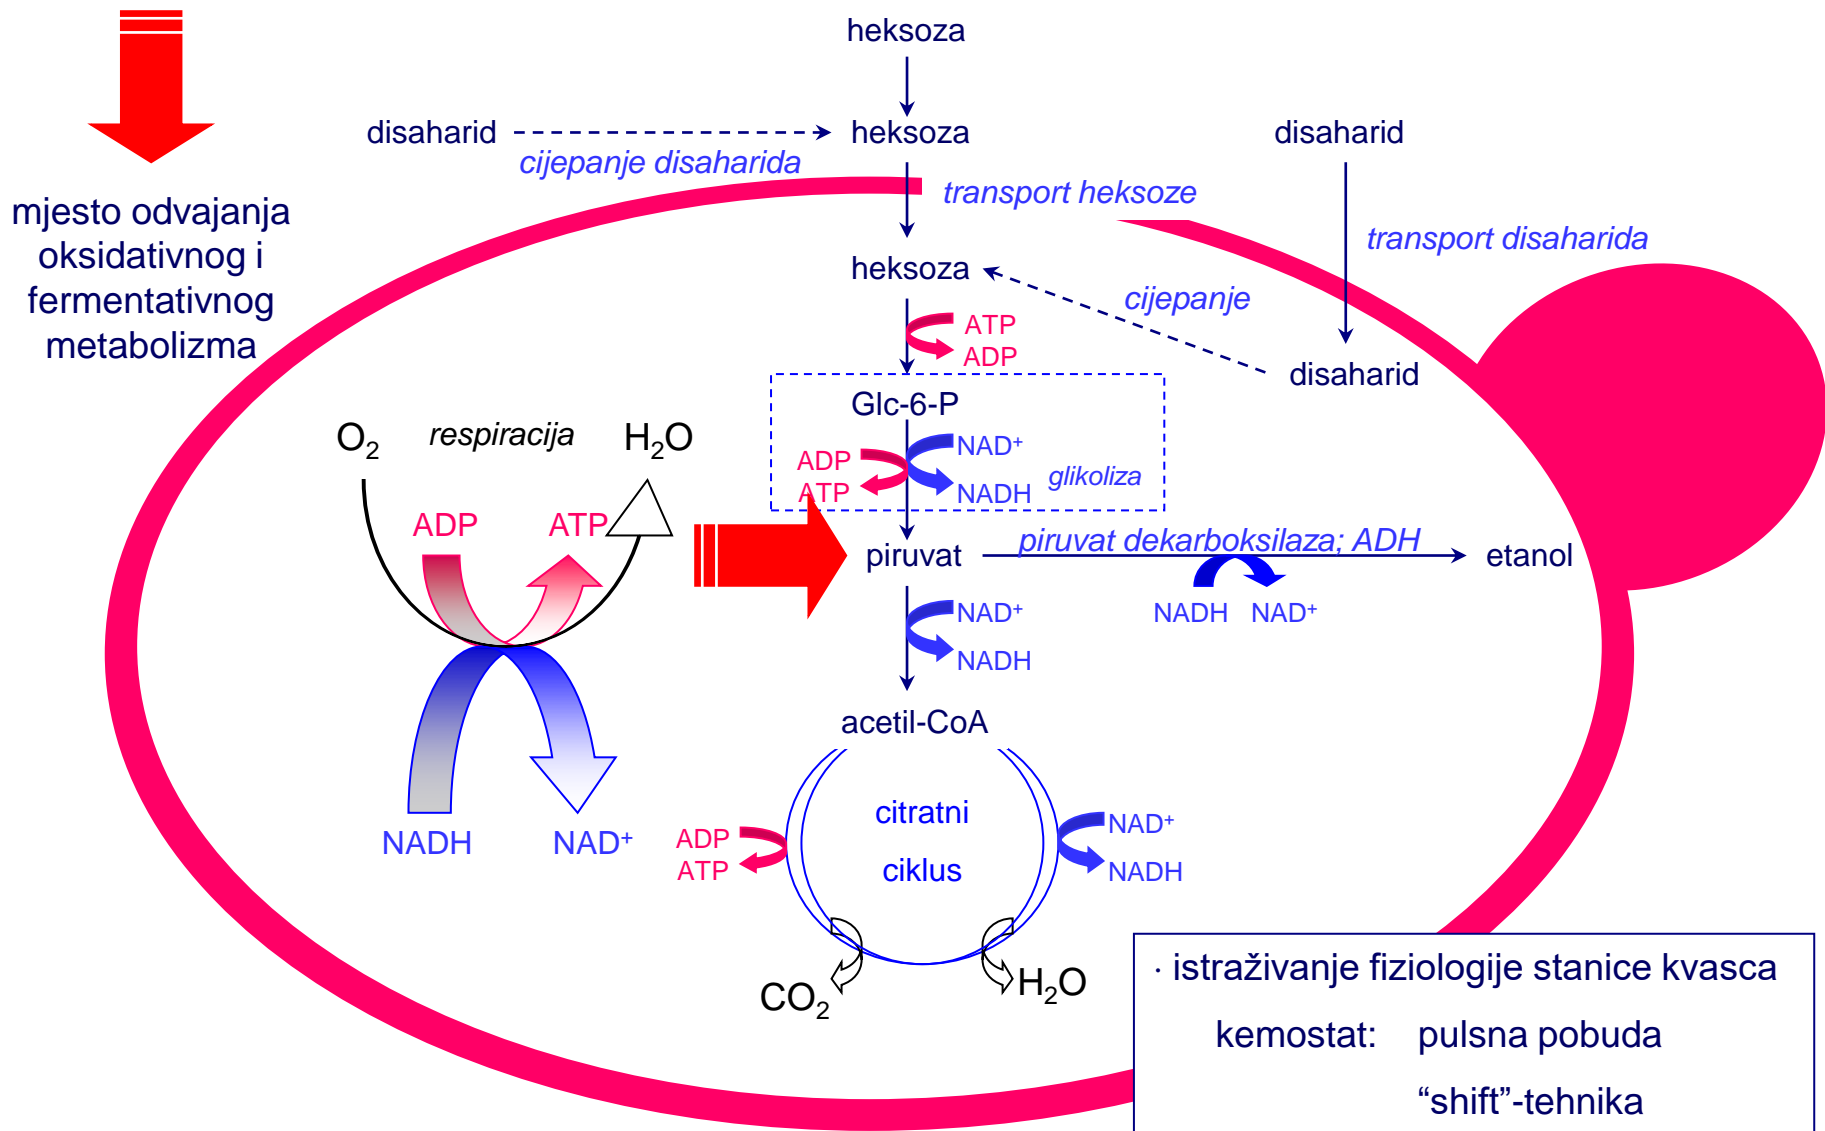 heksoza
disaharid
heksoza
disaharid
cijepanje disaharida
transport heksoze
mjesto odvajanja
oksidativnog i
fermentativnog
metabolizma
transport disaharida
heksoza
cijepanje
ATP
ADP
disaharid
Glc-6-P
O₂
respiracija
H₂O
NAD⁺
ADP
ATP
glikoliza
NADH
ADP
ATP
piruvat
piruvat dekarboksilaza; ADH
etanol
NAD⁺
NADH
NADH
NAD⁺
acetil-CoA
citratni
ciklus
NADH
NAD⁺
ADP
ATP
NAD⁺
NADH
CO₂
H₂O
· istraživanje fiziologije stanice kvasca
kemostat: pulsna pobuda
“shift”-tehnika